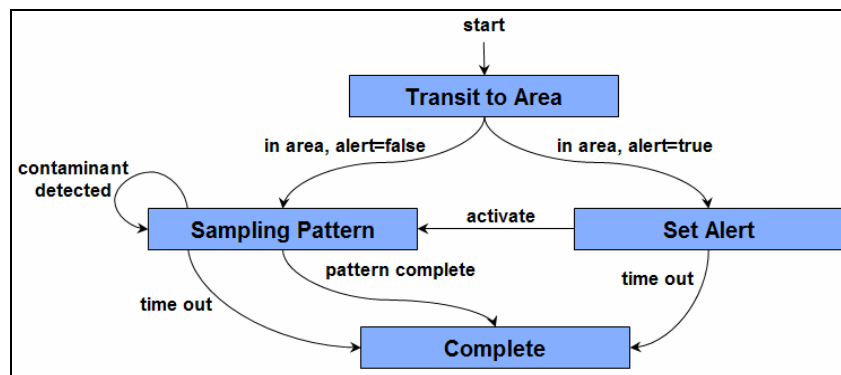 start
Transit to Area
in area, alert=false
in area, alert=true
contaminant
detected
Sampling Pattern
activate
Set Alert
pattern complete
time out
time out
Complete